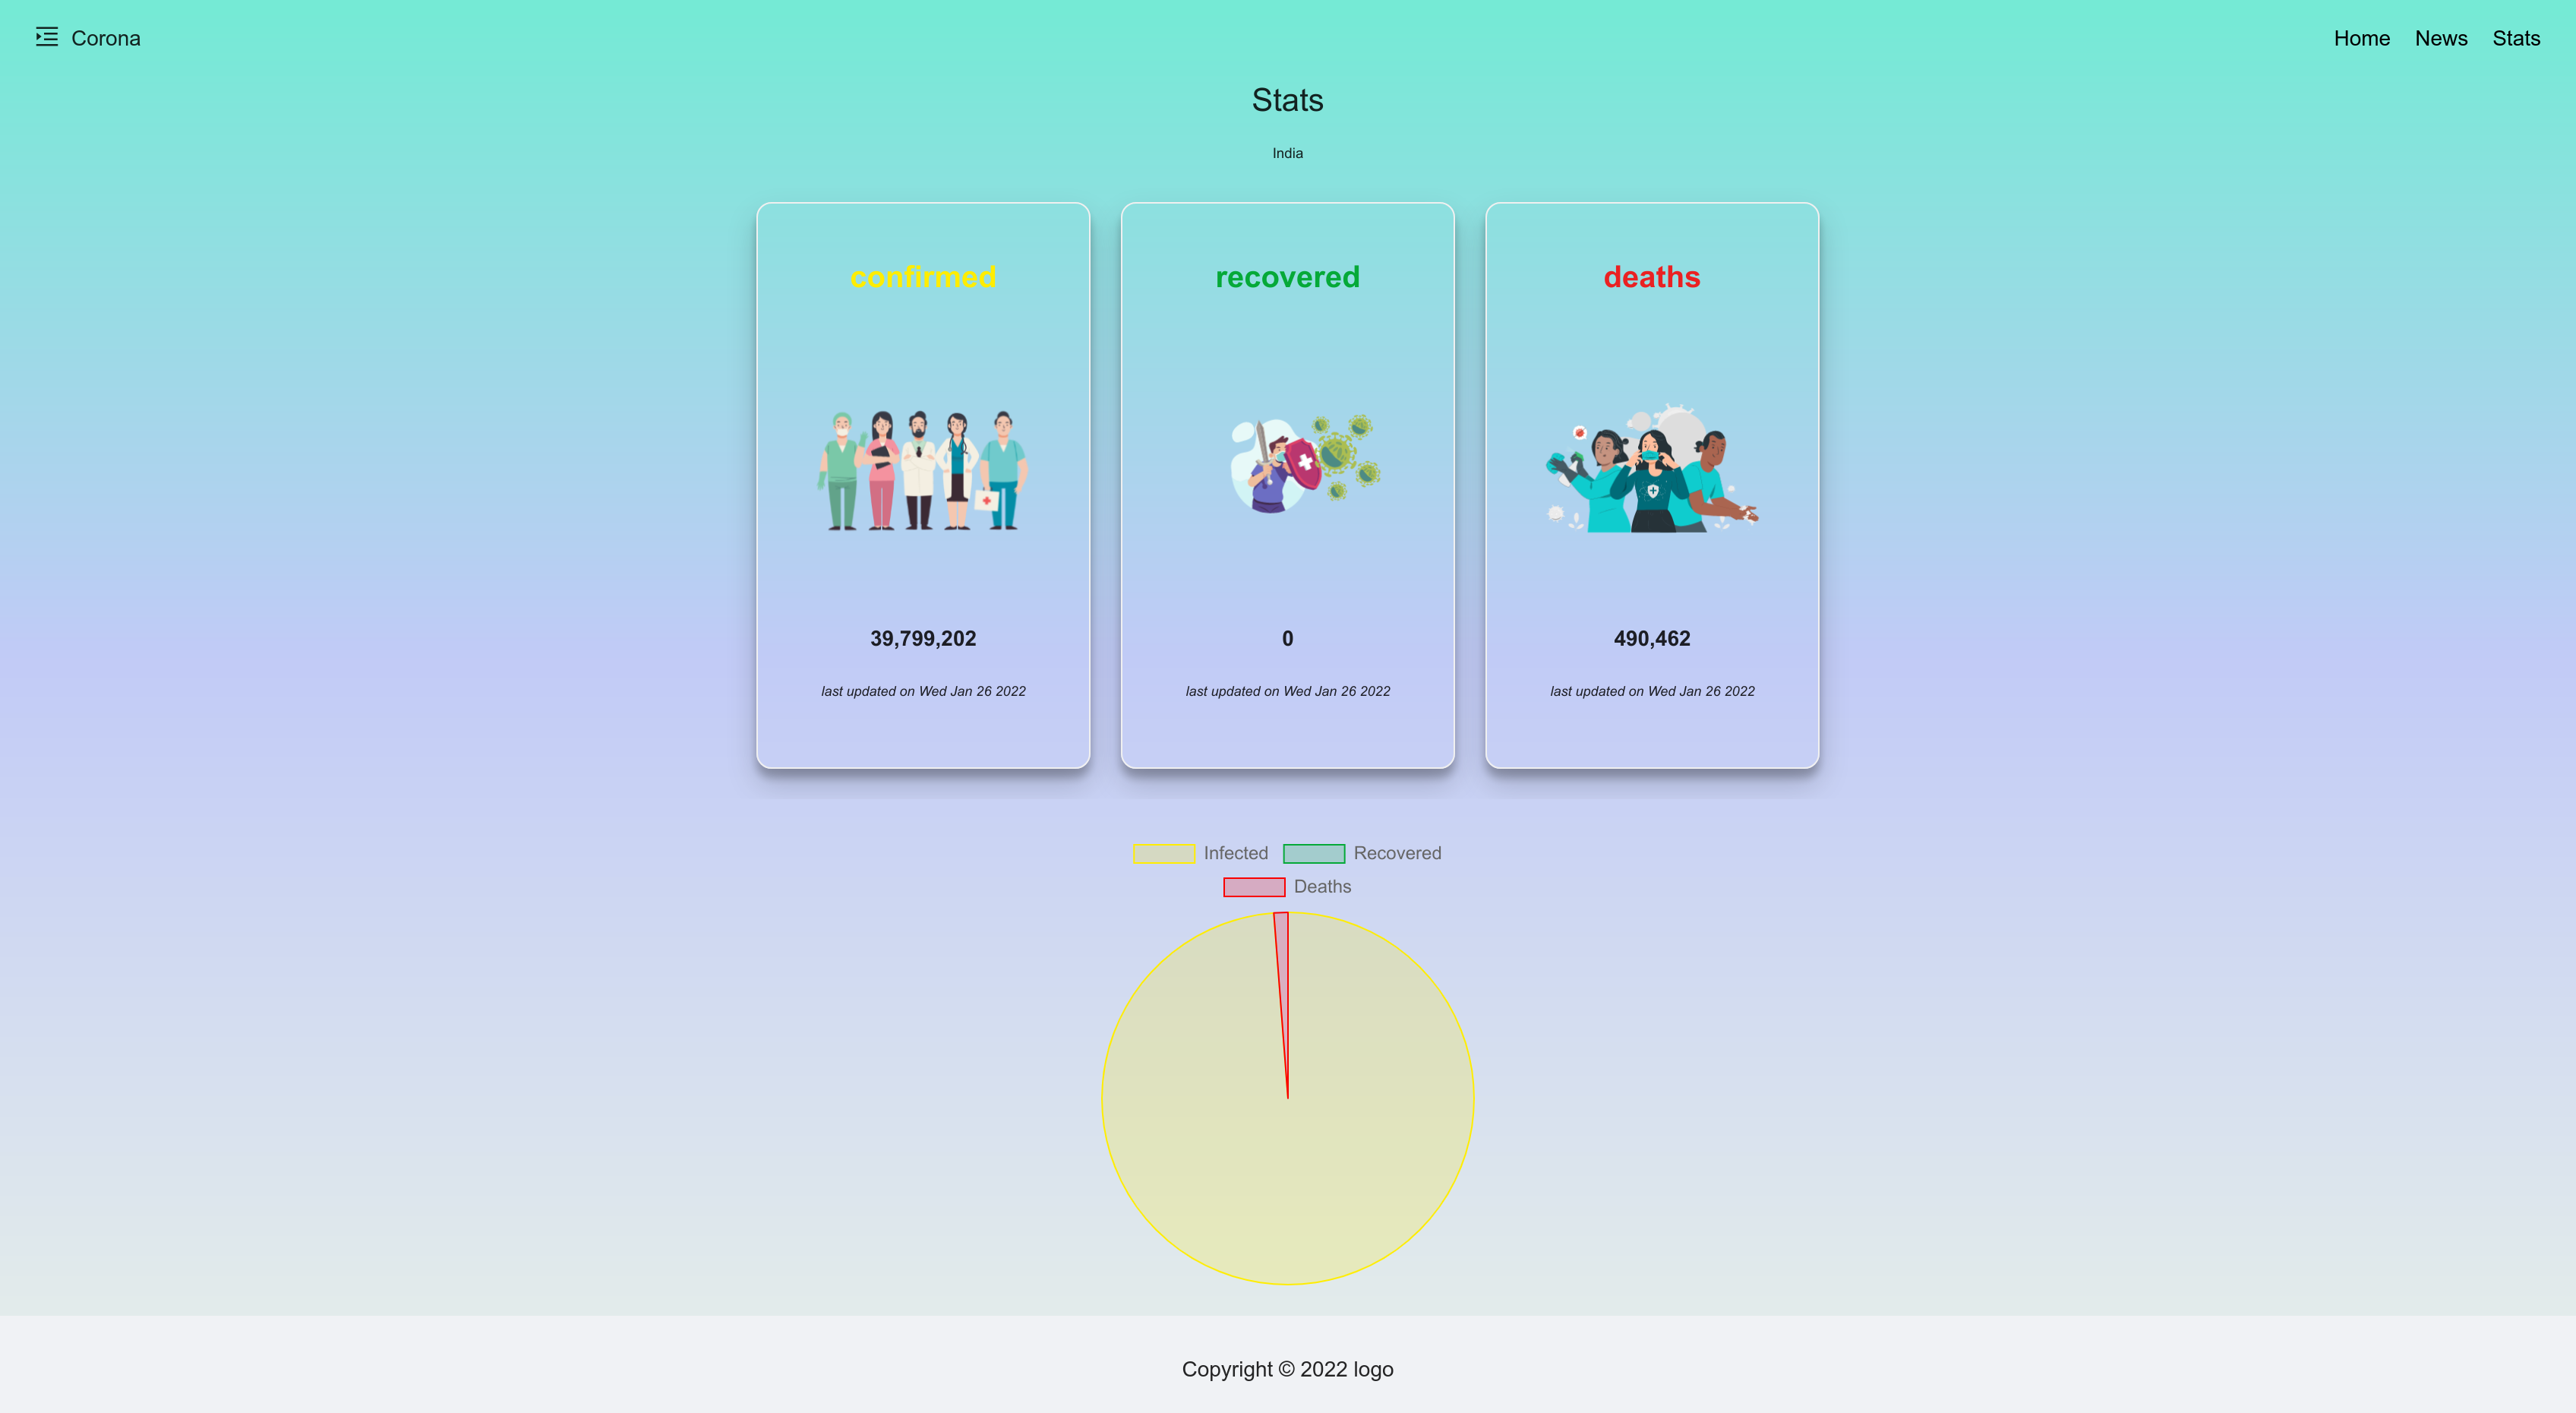 Corona
Home News Stats
Stats
India
confirmed
39,799,202
last updated on Wed Jan 26 2022
recovered
0
last updated on Wed Jan 26 2022
deaths
490,462
last updated on Wed Jan 26 2022
Infected Recovered
Deaths
Copyright © 2022 logo